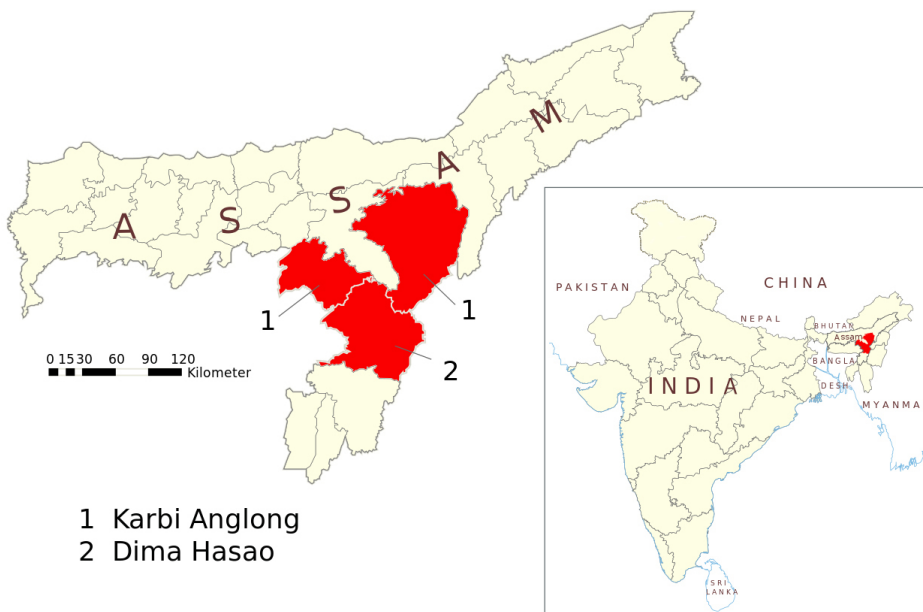 ASSAM
1
1
2
0 15 30 60 90 120
Kilometer
1 Karbi Anglong
2 Dima Hasao
PAKISTAN
CHINA
NEPAL
BHUTAN
Assam
BANGLA
DESH
INDIA
MYANMA
SRI
LANKA